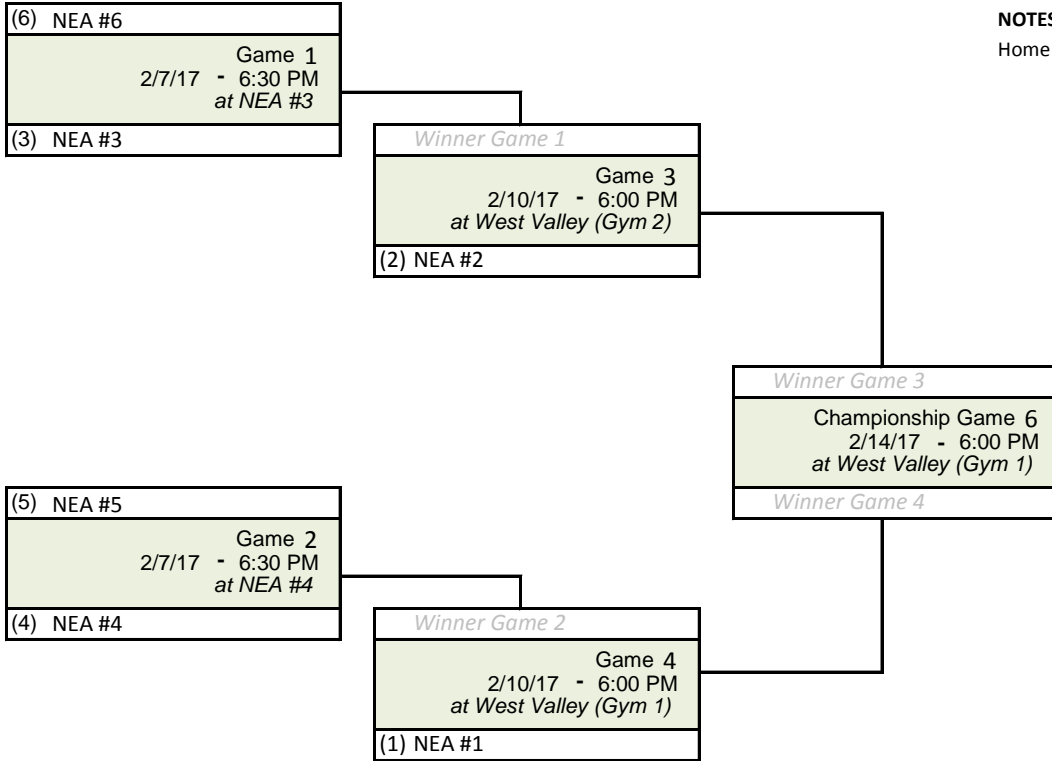 (6) NEA #6
Game 1
2/7/17 - 6:30 PM
at NEA #3
(3) NEA #3
NOTES
Home
Winner Game 1
Game 3
2/10/17 - 6:00 PM
at West Valley (Gym 2)
(2) NEA #2
Winner Game 3
Championship Game 6
2/14/17 - 6:00 PM
at West Valley (Gym 1)
Winner Game 4
(5) NEA #5
Game 2
2/7/17 - 6:30 PM
at NEA #4
(4) NEA #4
Winner Game 2
Game 4
2/10/17 - 6:00 PM
at West Valley (Gym 1)
(1) NEA #1